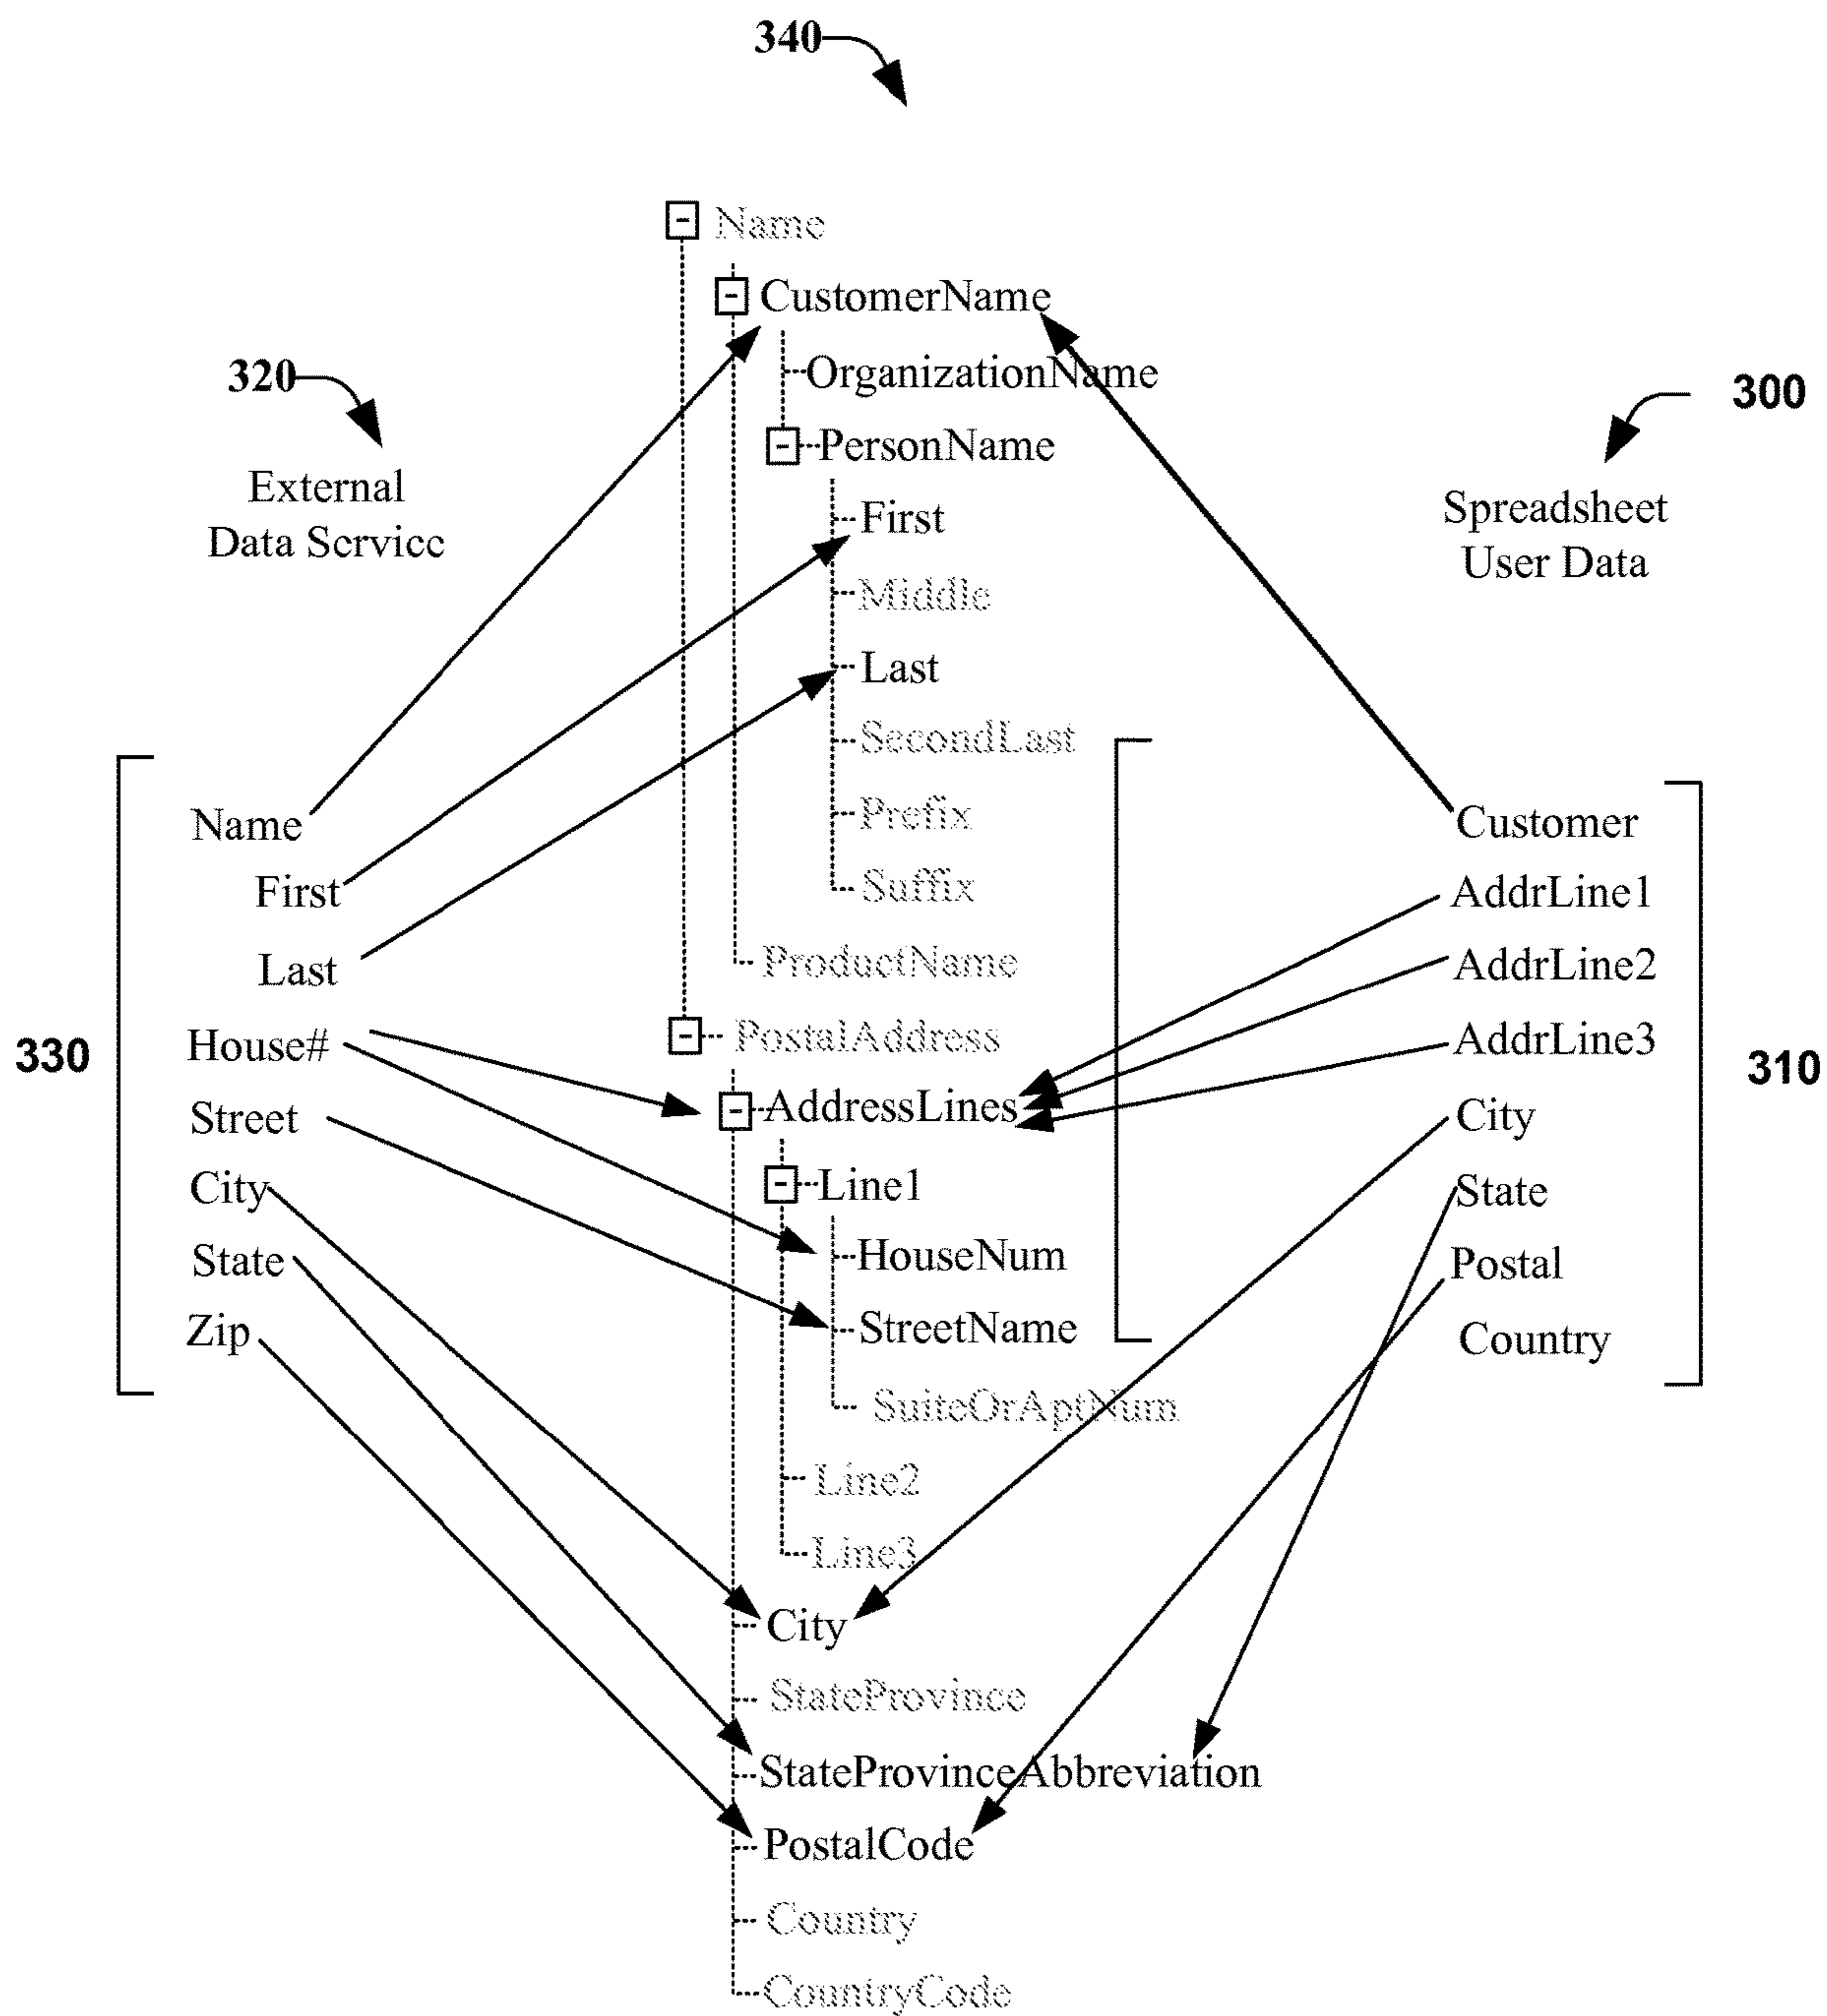 340
Name
CustomerName
OrganizationName
PersonName
First
Middle
Last
SecondLast
Prefix
Suffix
ProductName
PostalAddress
AddressLines
Line1
HouseNum
StreetName
SuiteOrAptNum
Line2
Line3
City
StateProvince
StateProvinceAbbreviation
PostalCode
Country
CountryCode
320
External
Data Service
330
Name
First
Last
House#
Street
City
State
Zip
300
Spreadsheet
User Data
310
Customer
AddrLine1
AddrLine2
AddrLine3
City
State
Postal
Country